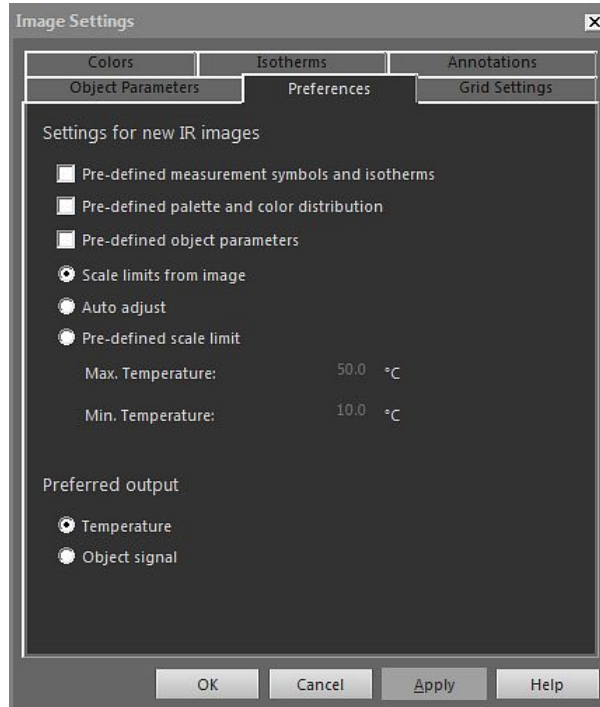 Image Settings
Colors Isotherms Annotations
Object Parameters Preferences Grid Settings
Settings for new IR images
Pre-defined measurement symbols and isotherms
Pre-defined palette and color distribution
Pre-defined object parameters
Scale limits from image
Auto adjust
Pre-defined scale limit
Max. Temperature: 50.0 °C
Min. Temperature: 10.0 °C
Preferred output
Temperature
Object signal
OK Cancel Apply Help